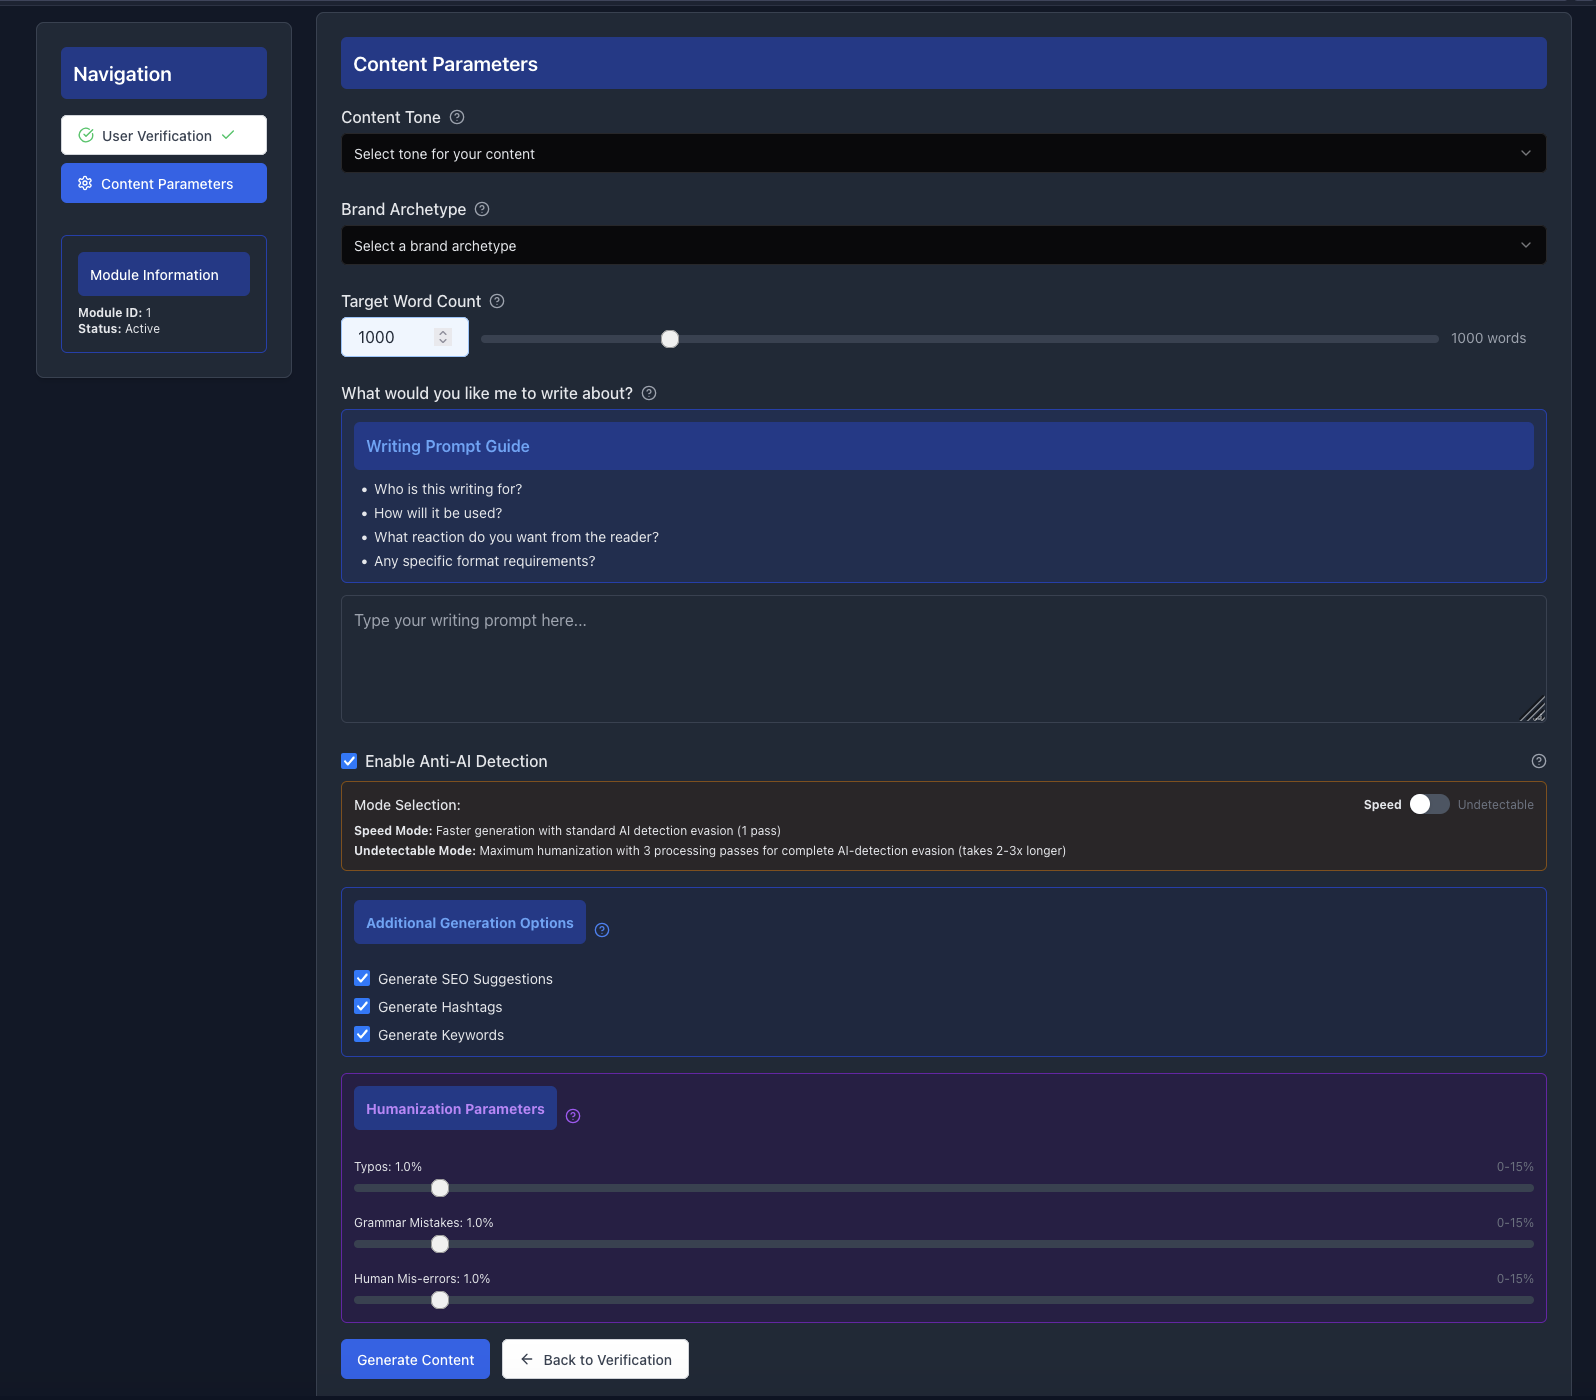 Navigation
User Verification
Content Parameters
Module Information
Module ID: 1
Status: Active
Content Parameters
Content Tone
Select tone for your content
Brand Archetype
Select a brand archetype
Target Word Count
1000
1000 words
What would you like me to write about?
Writing Prompt Guide
• Who is this writing for?
• How will it be used?
• What reaction do you want from the reader?
• Any specific format requirements?
Type your writing prompt here...
Enable Anti-AI Detection
Mode Selection:
Speed Undetectable
Speed Mode: Faster generation with standard AI detection evasion (1 pass)
Undetectable Mode: Maximum humanization with 3 processing passes for complete AI-detection evasion (takes 2-3x longer)
Additional Generation Options
Generate SEO Suggestions
Generate Hashtags
Generate Keywords
Humanization Parameters
Typos: 1.0% 0-15%
Grammar Mistakes: 1.0% 0-15%
Human Mis-errors: 1.0% 0-15%
Generate Content
← Back to Verification